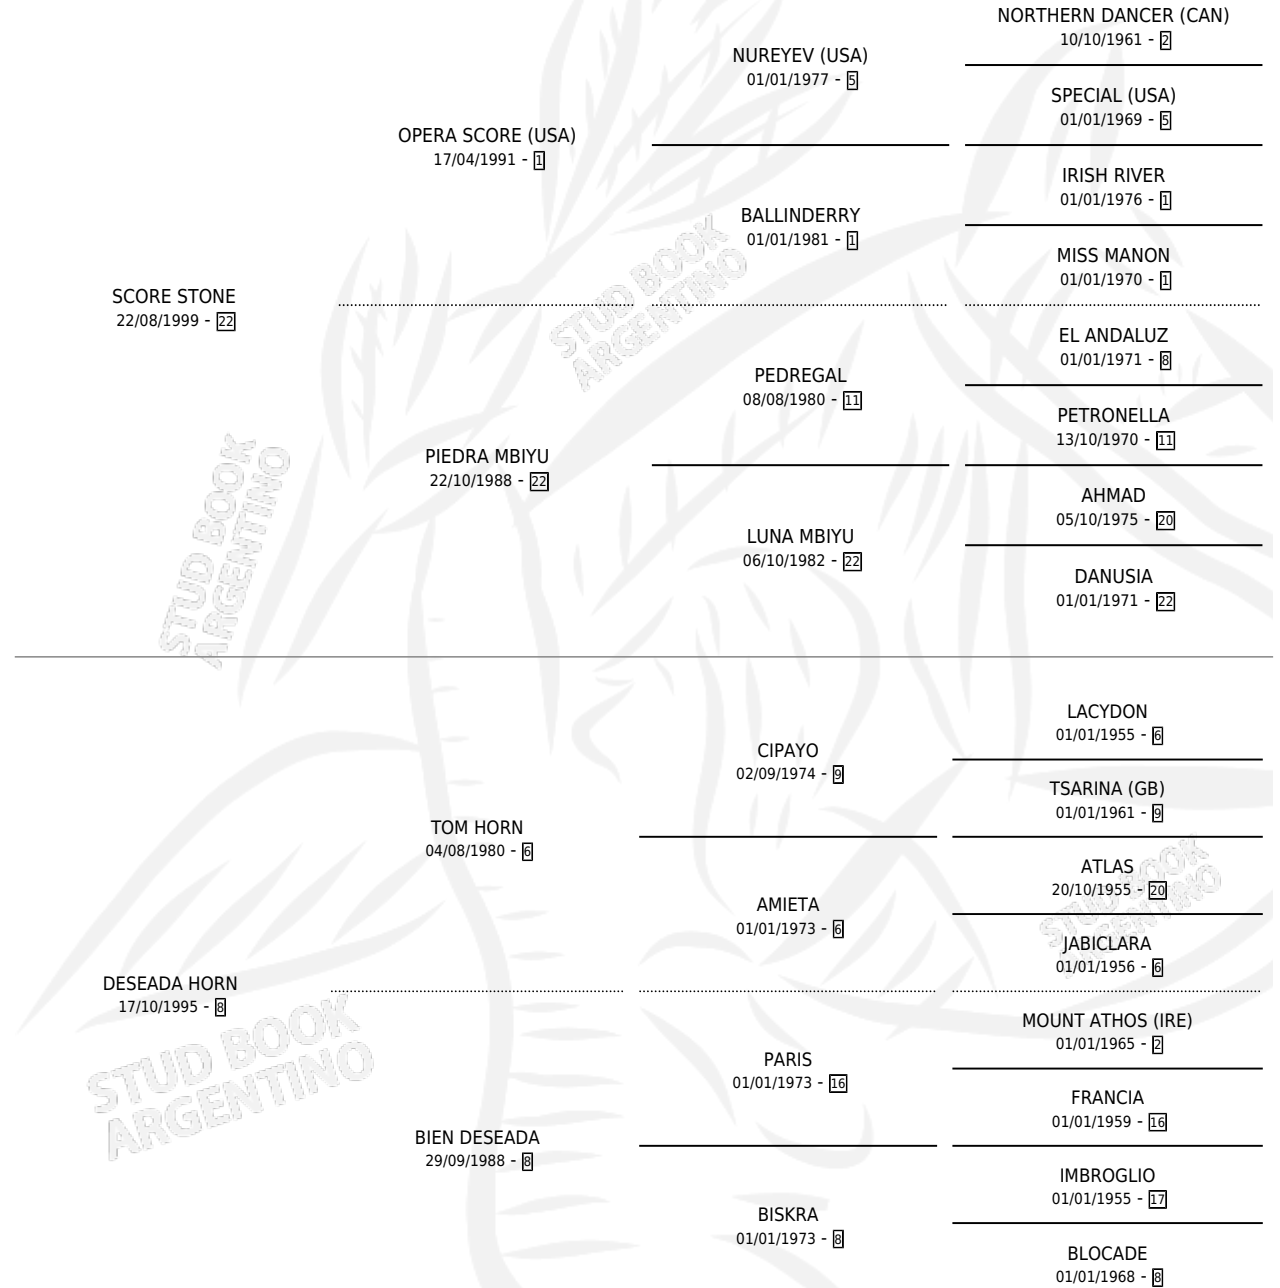 NORTHERN DANCER (CAN)
10/10/1961 - 2
NUREYEV (USA)
01/01/1977 - 5
SPECIAL (USA)
01/01/1969 - 5
OPERA SCORE (USA)
17/04/1991 - 1
IRISH RIVER
01/01/1976 - 1
BALLINDERRY
01/01/1981 - 1
MISS MANON
01/01/1970 - 1
SCORE STONE
22/08/1999 - 22
STUD BOOK
ARGENTINO
EL ANDALUZ
01/01/1971 - 8
PEDREGAL
08/08/1980 - 11
PETRONELLA
13/10/1970 - 11
PIEDRA MBIYU
22/10/1988 - 22
AHMAD
05/10/1975 - 20
LUNA MBIYU
06/10/1982 - 22
DANUSIA
01/01/1971 - 22
STUD BOOK
ARGENTINO
LACYDON
01/01/1955 - 6
CIPAYO
02/09/1974 - 9
TSARINA (GB)
01/01/1961 - 9
TOM HORN
04/08/1980 - 6
ATLAS
20/10/1955 - 20
AMIETA
01/01/1973 - 6
JABICLARA
01/01/1956 - 6
STUD BOOK
ARGENTINO
DESEADA HORN
17/10/1995 - 8
MOUNT ATHOS (IRE)
01/01/1965 - 2
PARIS
01/01/1973 - 16
FRANCIA
01/01/1959 - 16
STUD BOOK
ARGENTINO
BIEN DESEADA
29/09/1988 - 8
IMBROGLIO
01/01/1955 - 17
BISKRA
01/01/1973 - 8
BLOCADE
01/01/1968 - 8